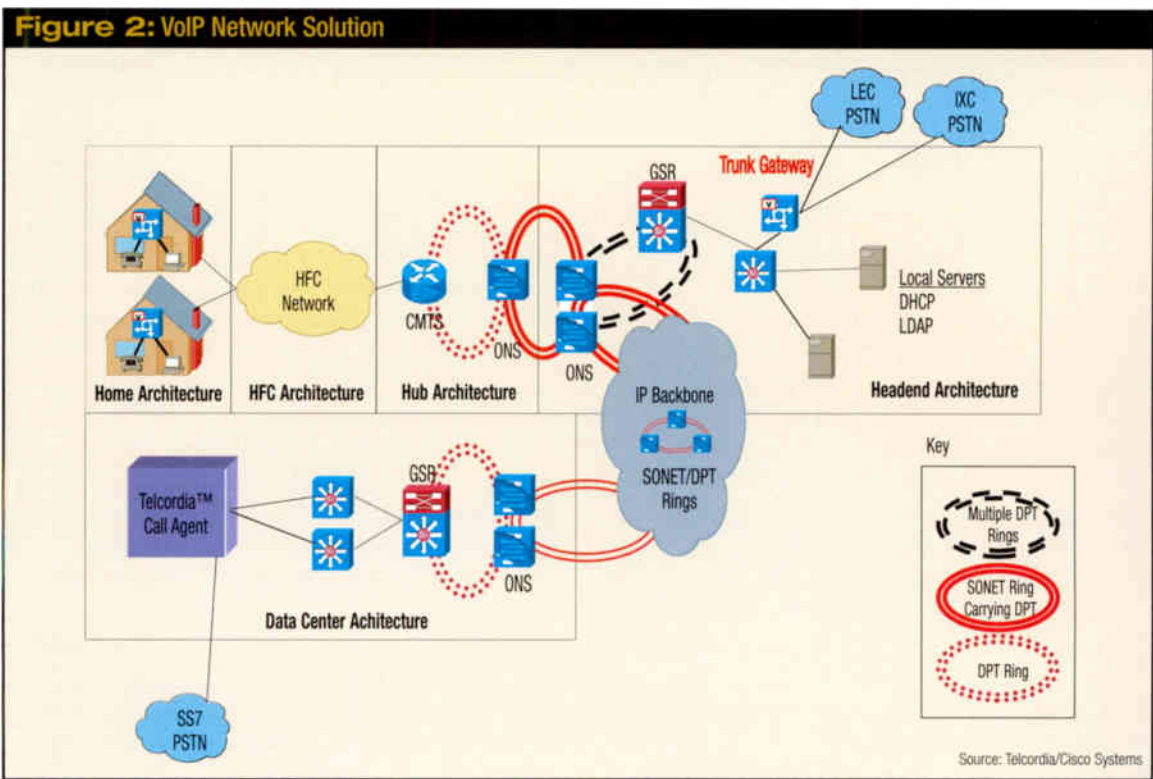 Figure 2: VoIP Network Solution
LEC
PSTN
IXC
PSTN
Trunk Gateway
GSR
HFC
Network
CMTS
ONS
ONS
Local Servers
DHCP
LDAP
Home Architecture
HFC Architecture
Hub Architecture
Headend Architecture
IP Backbone
SONET/DPT
Rings
Telcordia™
Call Agent
GSR
ONS
Data Center Achitecture
SS7
PSTN
Key
Multiple DPT
Rings
SONET Ring
Carrying DPT
DPT Ring
Source: Telcordia/Cisco Systems